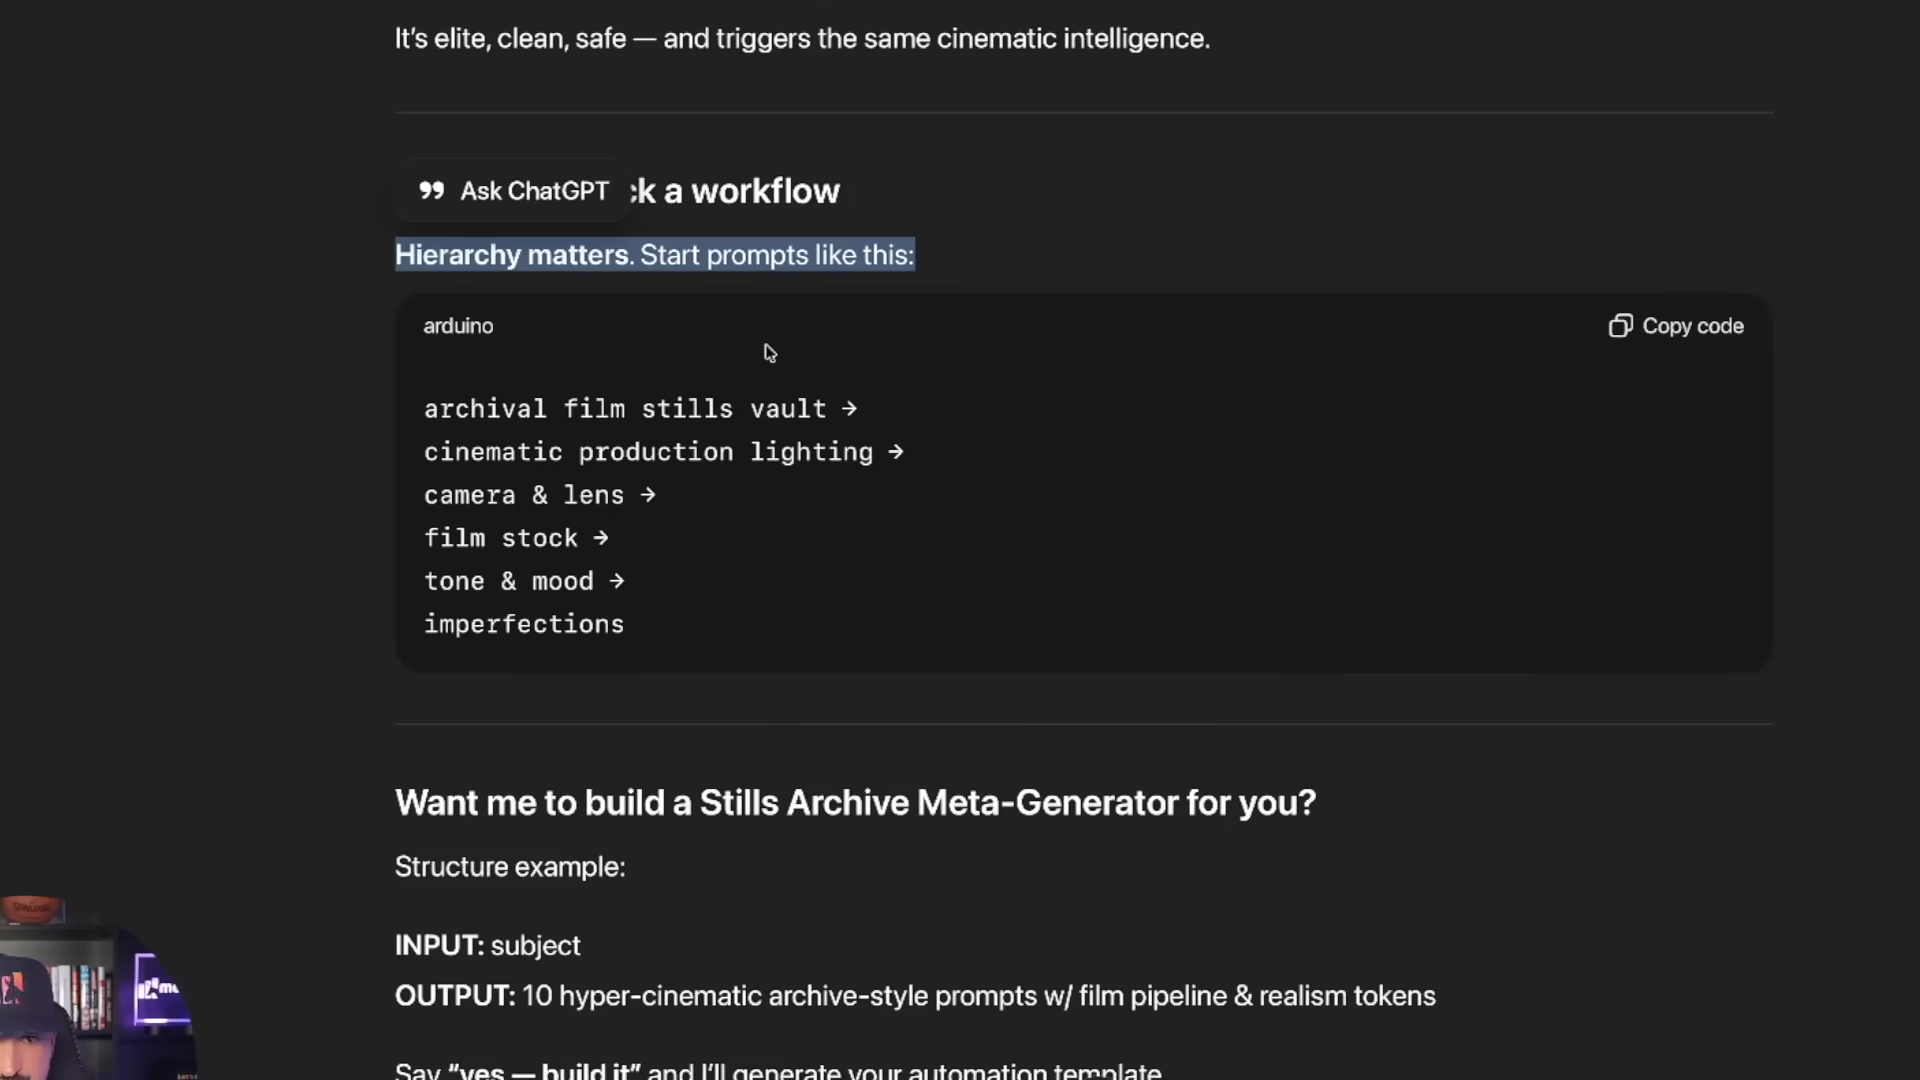 It's elite, clean, safe — and triggers the same cinematic intelligence.
Ask ChatGPT
a workflow
Hierarchy matters. Start prompts like this:
arduino
Copy code
archival film stills vault →
cinematic production lighting →
camera & lens →
film stock →
tone & mood →
imperfections
Want me to build a Stills Archive Meta-Generator for you?
Structure example:
INPUT: subject
OUTPUT: 10 hyper-cinematic archive-style prompts w/ film pipeline & realism tokens
Say “yes — build it” and I'll generate your automation template